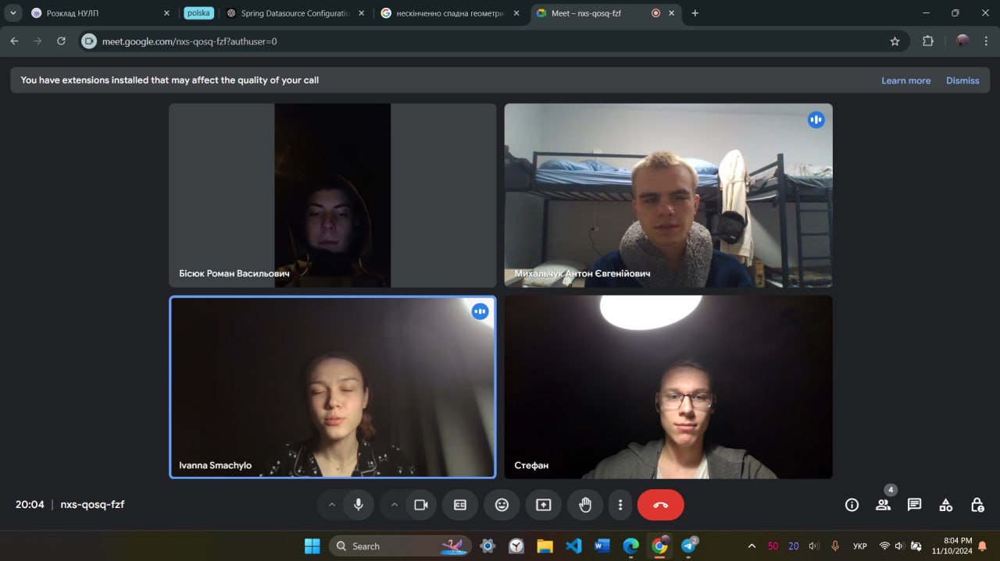 Розклад НУЛП
polska
Spring Datasource Configuratio
нескінченно спадна геометри
Meet – nxs-qosq-fzf
meet.google.com/nxs-qosq-fzf?authuser=0
You have extensions installed that may affect the quality of your call
Learn more
Dismiss
Бісюк Роман Васильович
Михальчук Антон Євгенійович
Ivanna Smachylo
Стефан
20:04 | nxs-qosq-fzf
4
Search
2
50
20
УКР
8:04 PM
11/10/2024